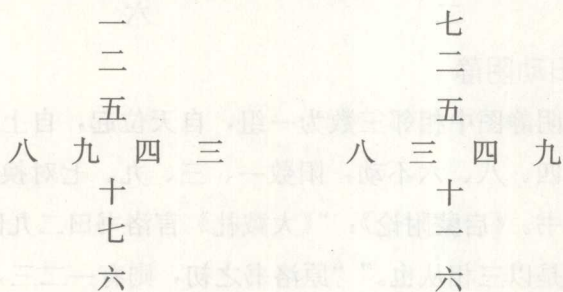 一
二
五
八 九 四 三
十
七
六
七
二
五
八 三 四 九
十
一
六